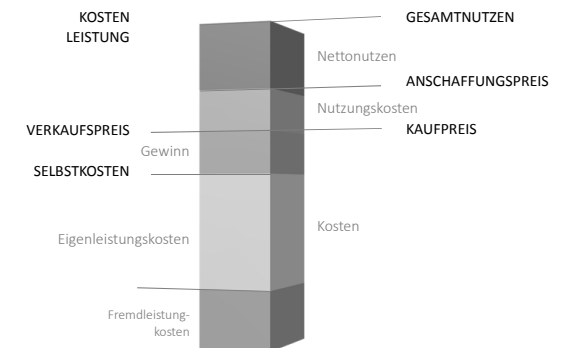 KOSTEN
LEISTUNG
GESAMTNUTZEN
Nettonutzen
ANSCHAFFUNGSPREIS
Nutzungskosten
VERKAUFSPREIS
KAUFPREIS
Gewinn
SELBSTKOSTEN
Kosten
Eigenleistungskosten
Fremdleistung-
kosten